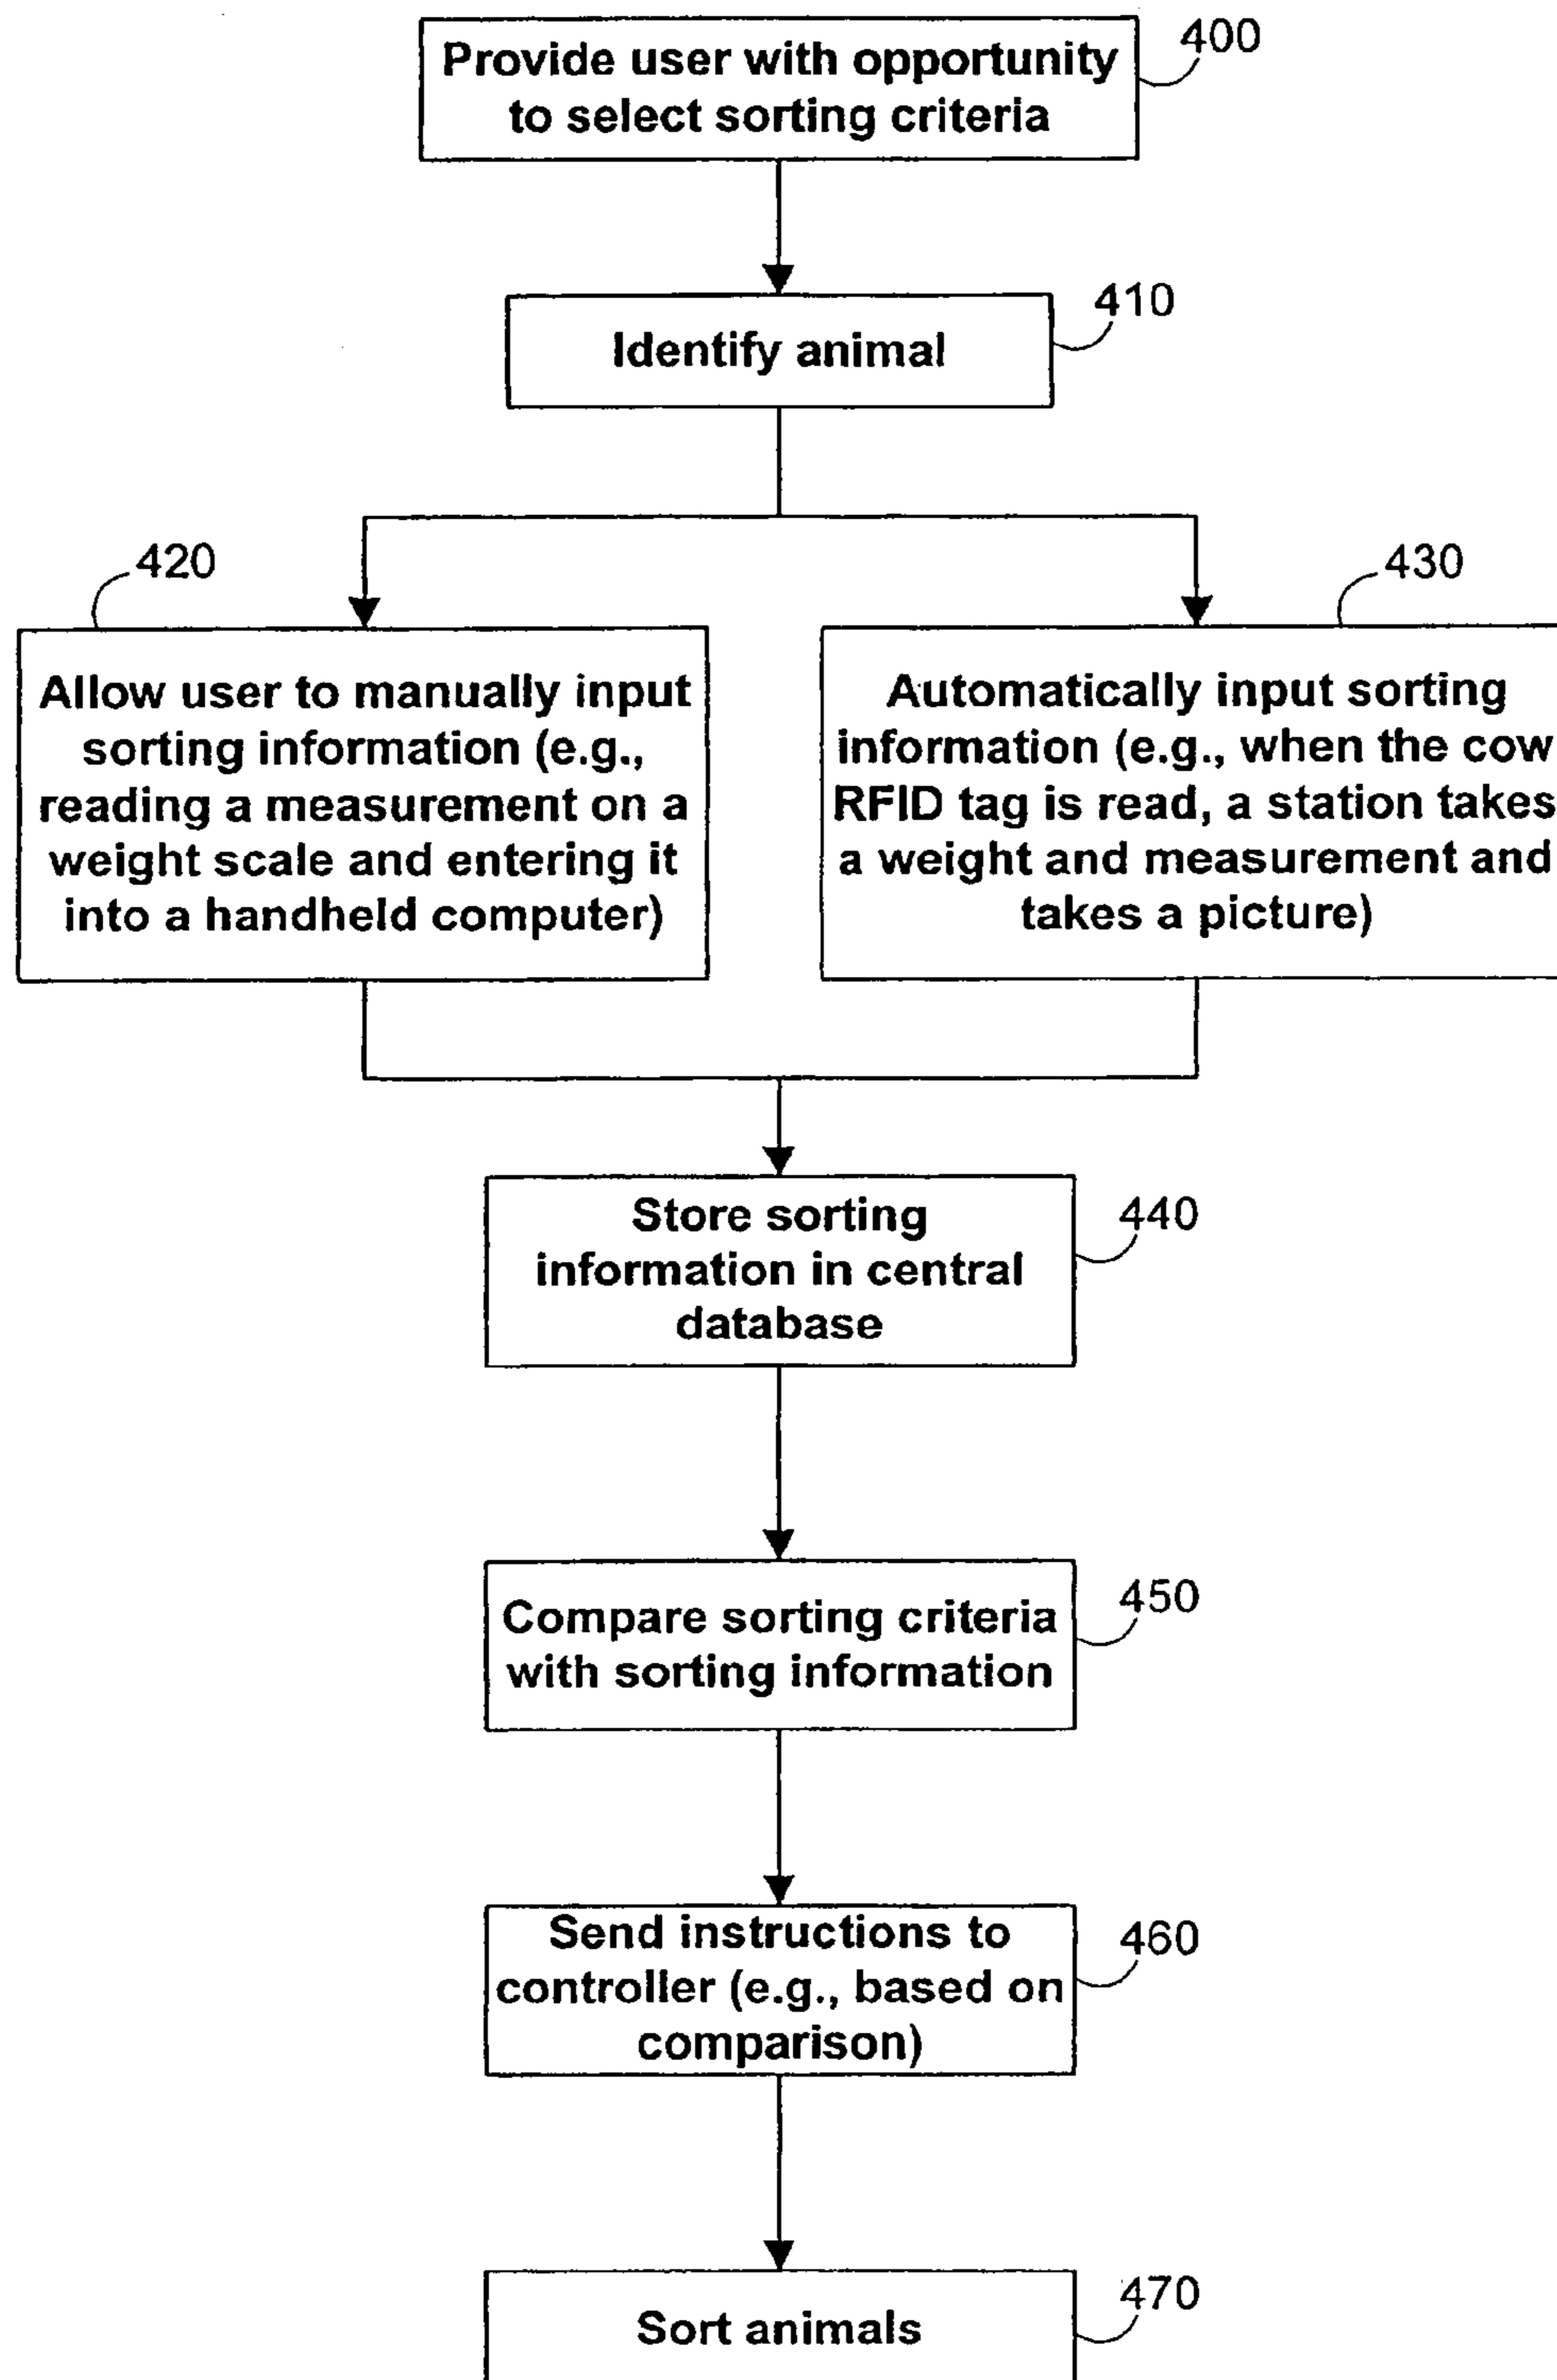 Provide user with opportunity
to select sorting criteria
400
Identify animal
410
420
Allow user to manually input
sorting information (e.g.,
reading a measurement on a
weight scale and entering it
into a handheld computer)
430
Automatically input sorting
information (e.g., when the cow
RFID tag is read, a station takes
a weight and measurement and
takes a picture)
Store sorting
information in central
database
440
Compare sorting criteria
with sorting information
450
Send instructions to
controller (e.g., based on
comparison)
460
Sort animals
470